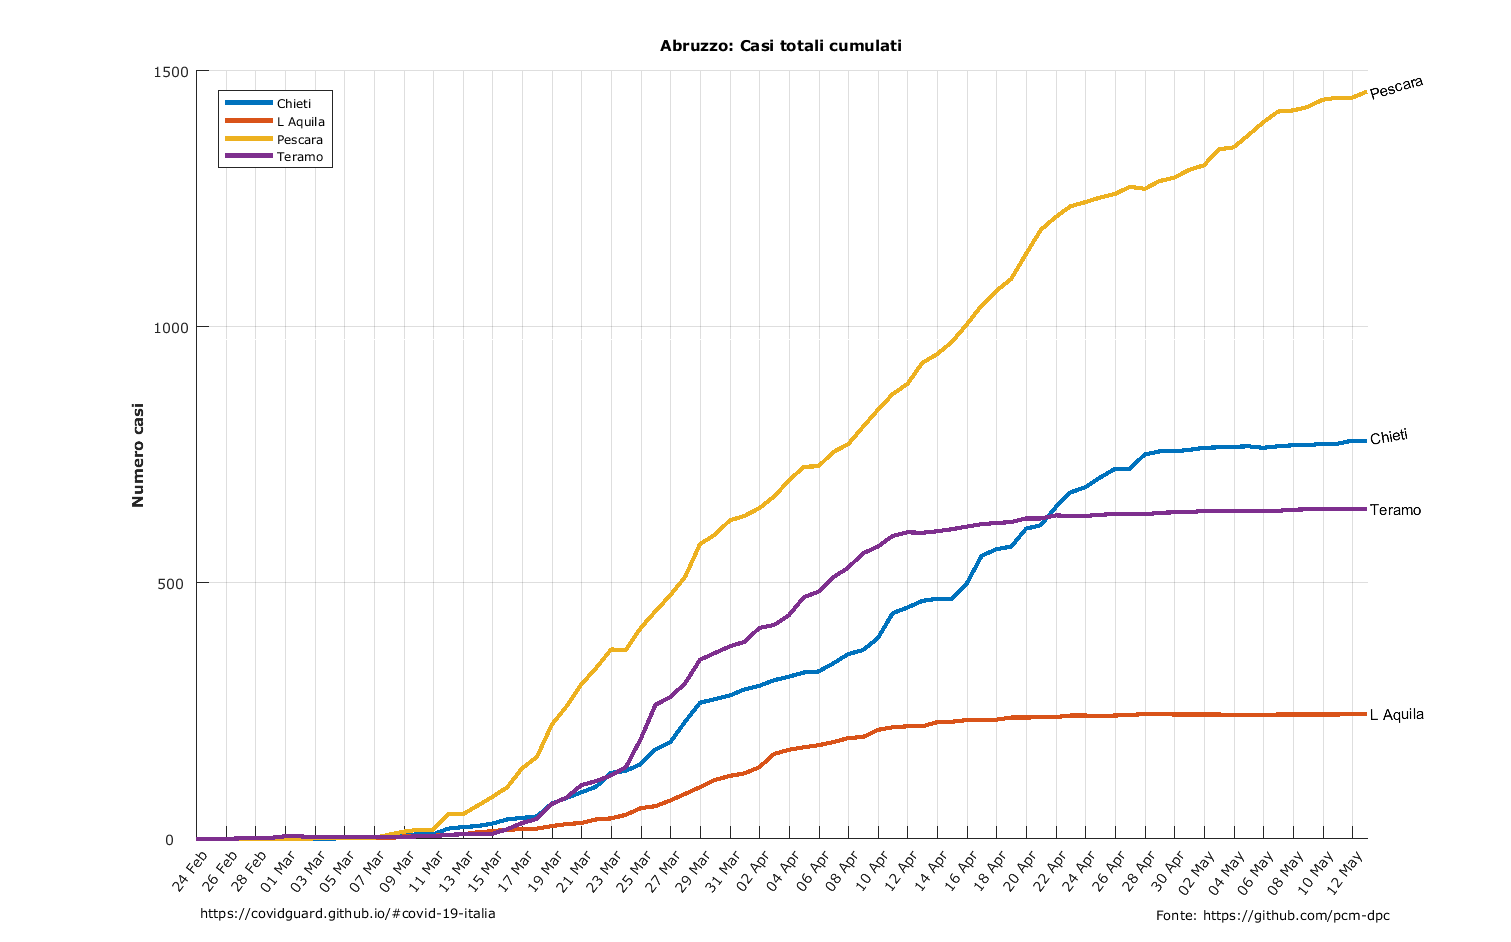 Abruzzo: Casi totali cumulati
1500
1000
500
0
Numero casi
Chieti
L Aquila
Pescara
Teramo
Pescara
Chieti
Teramo
L Aquila
24 Feb
26 Feb
28 Feb
01 Mar
03 Mar
05 Mar
07 Mar
09 Mar
11 Mar
13 Mar
15 Mar
17 Mar
19 Mar
21 Mar
23 Mar
25 Mar
27 Mar
29 Mar
31 Mar
02 Apr
04 Apr
06 Apr
08 Apr
10 Apr
12 Apr
14 Apr
16 Apr
18 Apr
20 Apr
22 Apr
24 Apr
26 Apr
28 Apr
30 Apr
02 May
04 May
06 May
08 May
10 May
12 May
https://covidguard.github.io/#covid-19-italia
Fonte: https://github.com/pcm-dpc